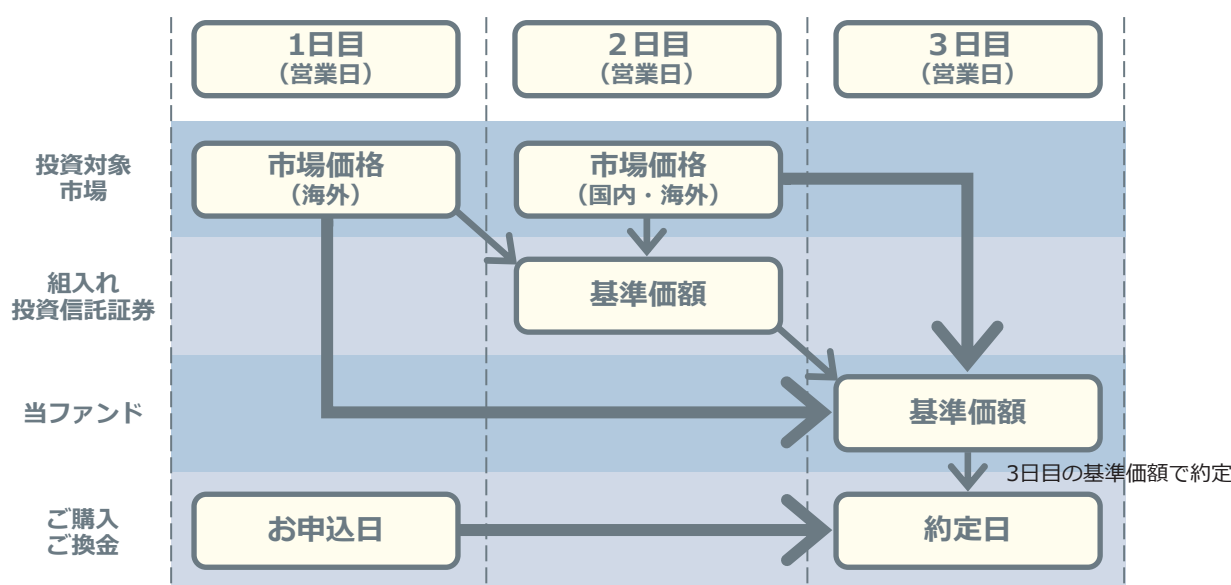 1日目
（営業日）
２日目
（営業日）
３日目
（営業日）
投資対象
市場
市場価格
（海外）
市場価格
（国内・海外）
組入れ
投資信託証券
基準価額
当ファンド
基準価額
3日目の基準価額で約定
ご購入
ご換金
お申込日
約定日